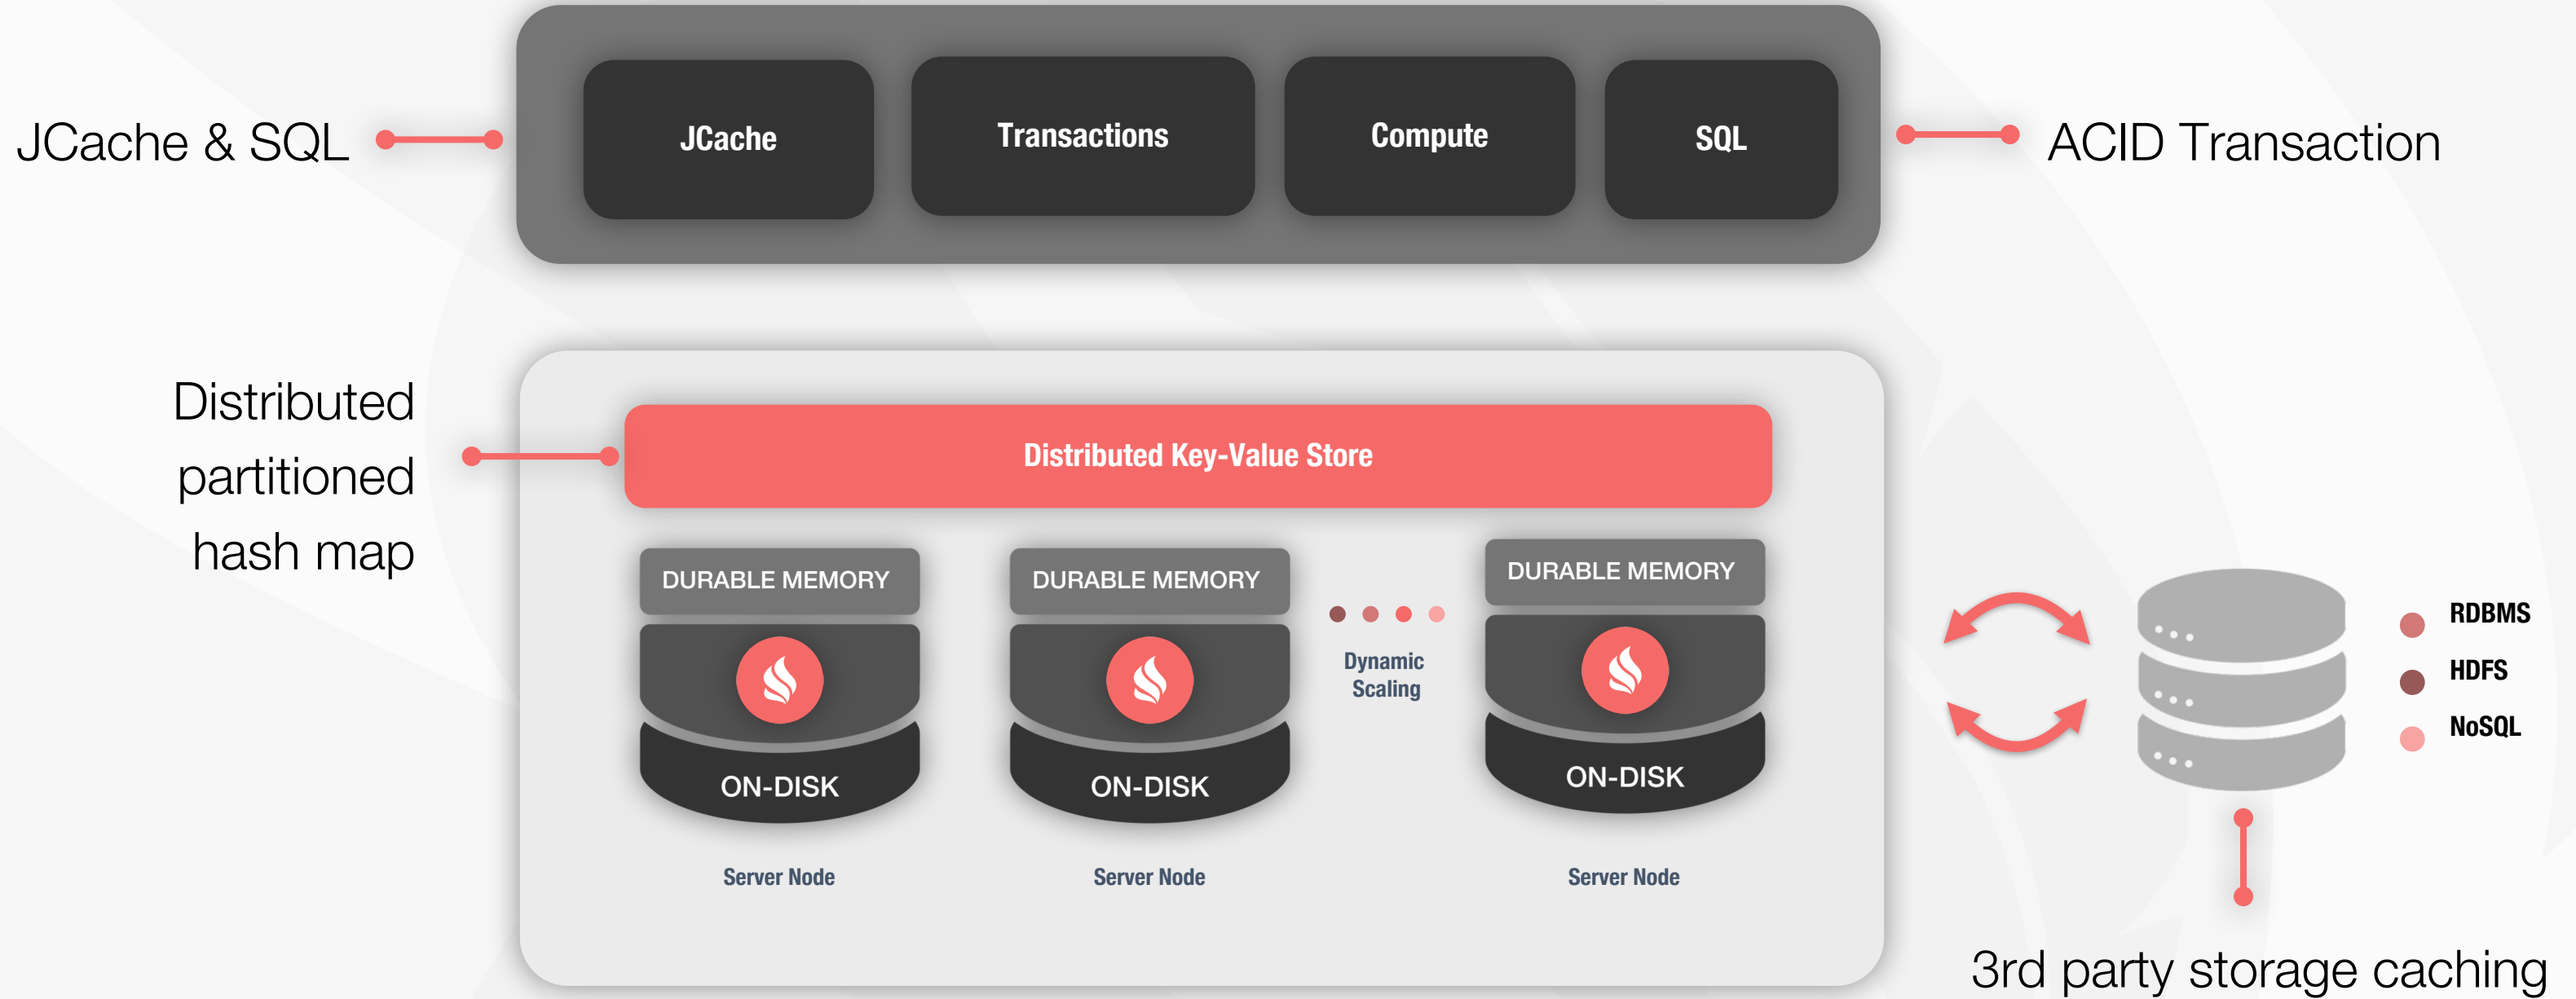 JCache & SQL
JCache
Transactions
Compute
SQL
ACID Transaction
Distributed
partitioned
hash map
Distributed Key-Value Store
DURABLE MEMORY
DURABLE MEMORY
DURABLE MEMORY
Dynamic
Scaling
ON-DISK
ON-DISK
ON-DISK
Server Node
Server Node
Server Node
RDBMS
HDFS
NoSQL
3rd party storage caching